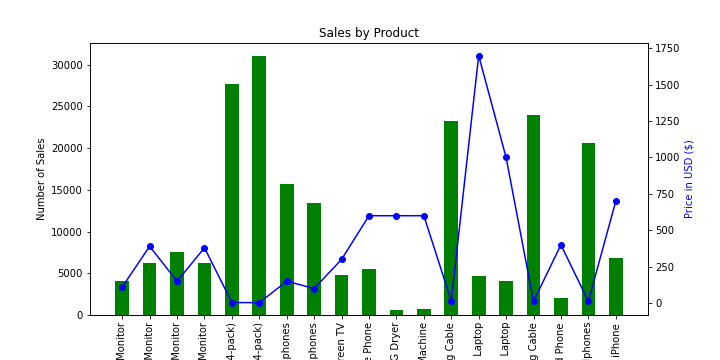 Sales by Product
Number of Sales
30000
25000
20000
15000
10000
5000
0
1750
1500
1250
1000
750
500
250
0
Price in USD ($)
Monitor
Monitor
Monitor
Monitor
4-pack)
4-pack)
phones
phones
reen TV
e Phone
G Dryer
Machine
g Cable
Laptop
Laptop
g Cable
Phone
phones
iPhone